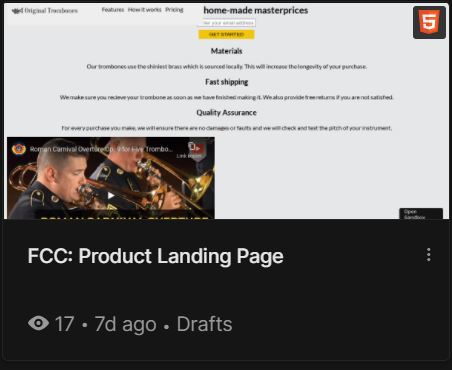 Original Trombones
Features How it works Pricing
home-made masterprices
Enter your email address
GET STARTED
Materials
Our trombones use the shiniest brass which is sourced locally. This will increase the longevity of your purchase.
Fast shipping
We make sure you recieve your trombone as soon as we have finished making it. We also provide free returns if you are not satisfied.
Quality Assurance
For every purchase you make, we will ensure there are no damages or faults and we will check and test the pitch of your instrument.
Roman Carnival Overture Op. 9 for Five Trombo...
ROMAN CARNIVAL OVERTURE
Open
Sandbox
5
FCC: Product Landing Page
17 • 7d ago • Drafts